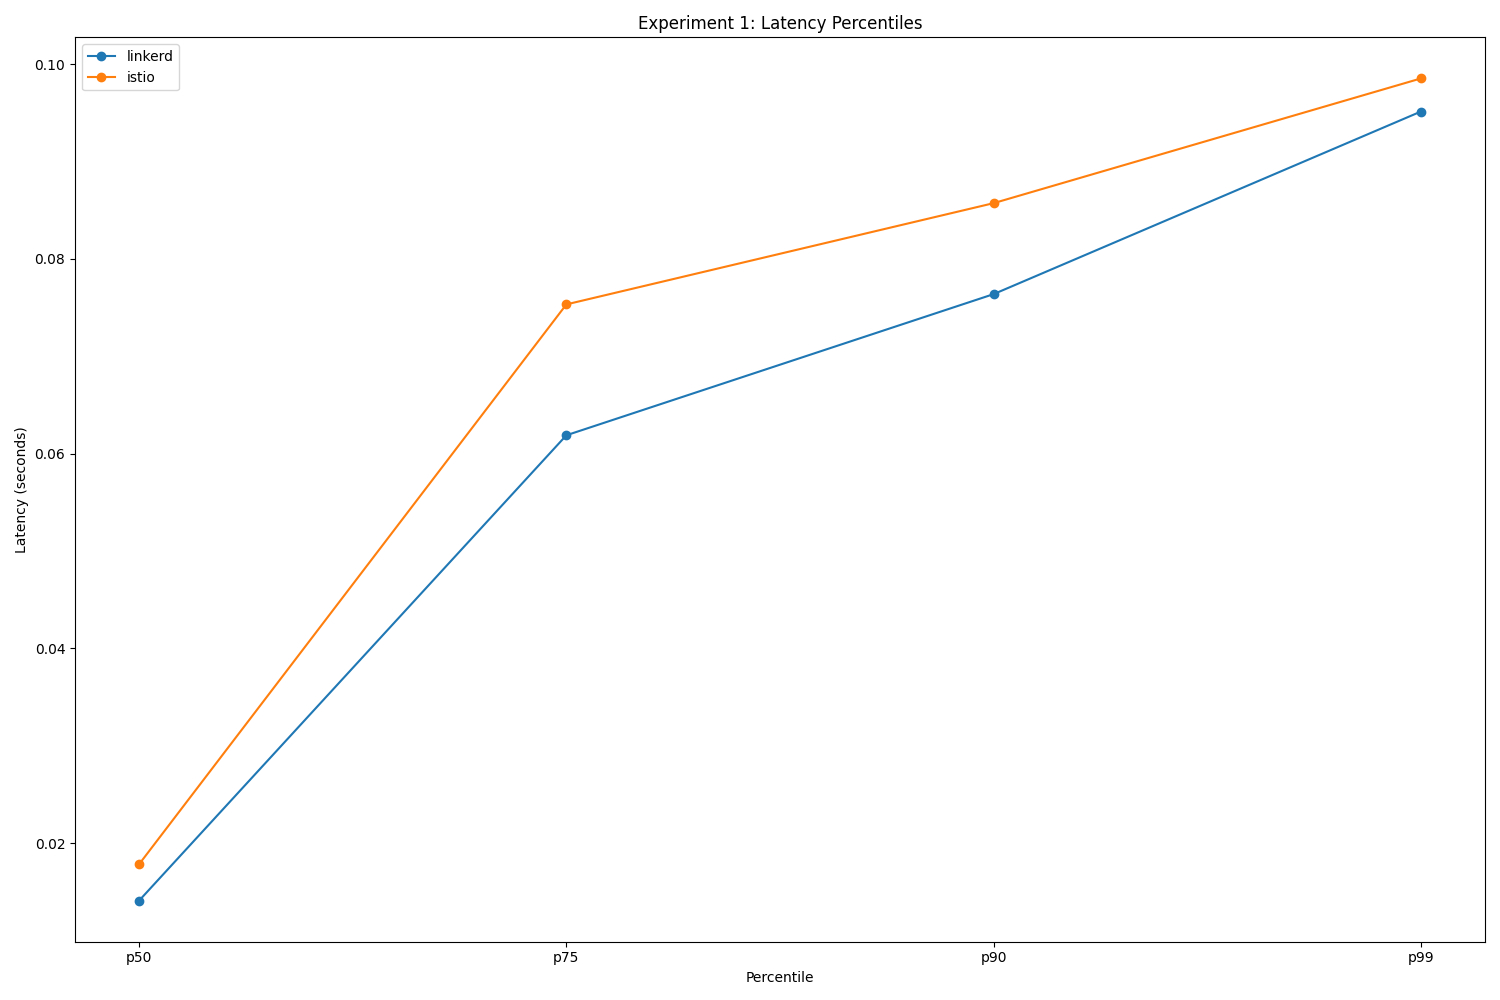 Experiment 1: Latency Percentiles
linkerd
istio
Latency (seconds)
0.10
0.08
0.06
0.04
0.02
p50 p75 p90 p99
Percentile